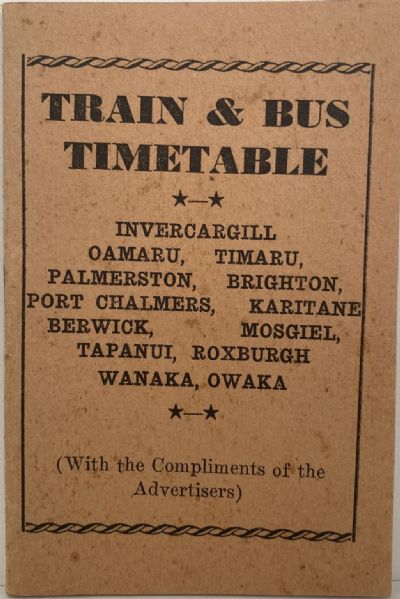 TRAIN & BUS
TIMETABLE
★—★
INVERCARGILL
OAMARU, TIMARU,
PALMERSTON, BRIGHTON,
PORT CHALMERS, KARITANE
BERWICK, MOSGIEL,
TAPANUI, ROXBURGH
WANAKA, OWAKA
★—★
(With the Compliments of the
Advertisers)